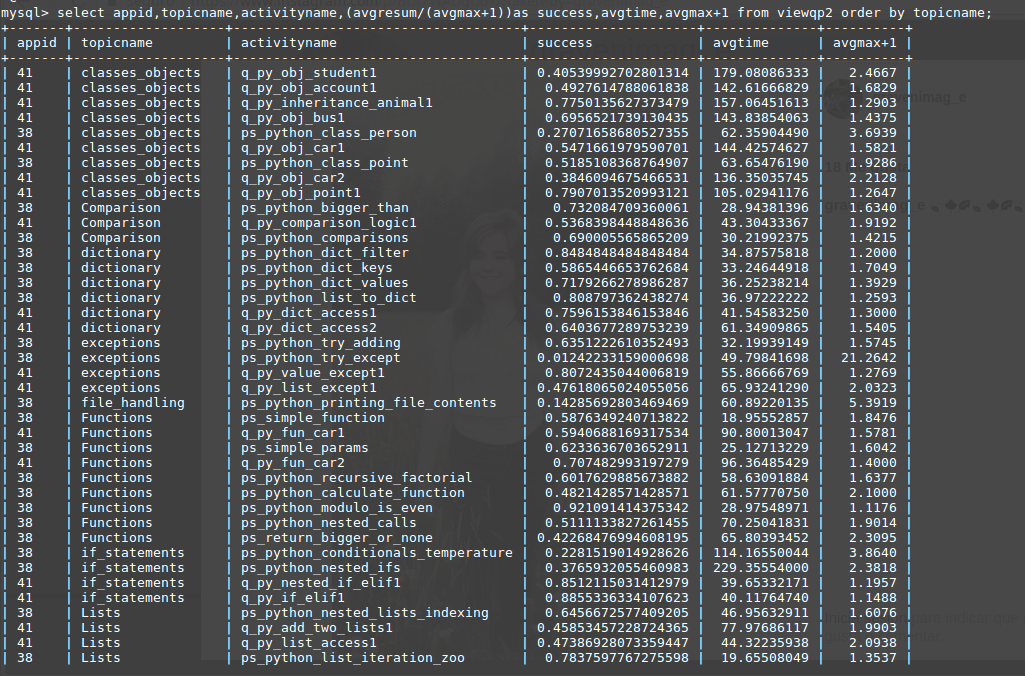 mysql> select appid,topicname,activityname,(avgresum/(avgmax+1))as success,avgtime,avgmax+1 from viewqp2 order by topicname;
+-------+-------------------+------------------------------------+---------------------+--------------+----------+
| appid | topicname | activityname | success | avgtime | avgmax+1 |
+-------+-------------------+------------------------------------+---------------------+--------------+----------+
| 41 | classes_objects | q_py_obj_student1 | 0.40539992702801314 | 179.08086333 | 2.4667 |
| 41 | classes_objects | q_py_obj_account1 | 0.4927614788061838 | 142.61666829 | 1.6829 |
| 41 | classes_objects | q_py_inheritance_animal1 | 0.7750135627373479 | 157.06451613 | 1.2903 |
| 41 | classes_objects | q_py_obj_bus1 | 0.6956521739130435 | 143.83854063 | 1.4375 |
| 38 | classes_objects | ps_python_class_person | 0.27071658680527355 | 62.35904490 | 3.6939 |
| 41 | classes_objects | q_py_obj_car1 | 0.5471661979590701 | 144.42574627 | 1.5821 |
| 38 | classes_objects | ps_python_class_point | 0.5185108368764907 | 63.65476190 | 1.9286 |
| 41 | classes_objects | q_py_obj_car2 | 0.3846094675466531 | 136.35035745 | 2.2128 |
| 41 | classes_objects | q_py_obj_point1 | 0.7907013520993121 | 105.02941176 | 1.2647 |
| 38 | Comparison | ps_python_bigger_than | 0.732084709360061 | 28.94381396 | 1.6340 |
| 41 | Comparison | q_py_comparison_logic1 | 0.5368398448848636 | 43.30433367 | 1.9192 |
| 38 | Comparison | ps_python_comparisons | 0.690005565865209 | 30.21992375 | 1.4215 |
| 38 | dictionary | ps_python_dict_filter | 0.8484848484848484 | 34.87575818 | 1.2000 |
| 38 | dictionary | ps_python_dict_keys | 0.5865446653762684 | 33.24644918 | 1.7049 |
| 38 | dictionary | ps_python_dict_values | 0.7179266278986287 | 36.25238214 | 1.3929 |
| 38 | dictionary | ps_python_list_to_dict | 0.808797362438274 | 36.97222222 | 1.2593 |
| 41 | dictionary | q_py_dict_access1 | 0.7596153846153846 | 41.54583250 | 1.3000 |
| 41 | dictionary | q_py_dict_access2 | 0.6403677289753239 | 61.34909865 | 1.5405 |
| 38 | exceptions | ps_python_try_adding | 0.6351222610352493 | 32.19939149 | 1.5745 |
| 38 | exceptions | ps_python_try_except | 0.01242233159000698 | 49.79841698 | 21.2642 |
| 41 | exceptions | q_py_value_except1 | 0.8072435044006819 | 55.86666769 | 1.2769 |
| 41 | exceptions | q_py_list_except1 | 0.47618065024055056 | 65.93241290 | 2.0323 |
| 38 | file_handling | ps_python_printing_file_contents | 0.14285692803469469 | 60.89220135 | 5.3919 |
| 38 | Functions | ps_simple_function | 0.5876349240713822 | 18.95552857 | 1.8476 |
| 41 | Functions | q_py_fun_car1 | 0.5940688169317534 | 90.80013047 | 1.5781 |
| 38 | Functions | ps_simple_params | 0.6233636703652911 | 25.12713229 | 1.6042 |
| 41 | Functions | q_py_fun_car2 | 0.707482993197279 | 96.36485429 | 1.4000 |
| 38 | Functions | ps_python_recursive_factorial | 0.6017629885673882 | 58.63091884 | 1.6377 |
| 38 | Functions | ps_python_calculate_function | 0.4821428571428571 | 61.57770750 | 2.1000 |
| 38 | Functions | ps_python_modulo_is_even | 0.921091414375342 | 28.97548971 | 1.1176 |
| 38 | Functions | ps_python_nested_calls | 0.5111133827261455 | 70.25041831 | 1.9014 |
| 38 | Functions | ps_return_bigger_or_none | 0.42268476994608195 | 65.80393452 | 2.3095 |
| 38 | if_statements | ps_python_conditionals_temperature | 0.2281519014928626 | 114.16550044 | 3.8640 |
| 38 | if_statements | ps_python_nested_ifs | 0.3765932055460983 | 229.35554000 | 2.3818 |
| 41 | if_statements | q_py_nested_if_elif1 | 0.8512115031412979 | 39.65332171 | 1.1957 |
| 41 | if_statements | q_py_if_elif1 | 0.8855336334107623 | 40.11764740 | 1.1488 |
| 38 | Lists | ps_python_nested_lists_indexing | 0.6456672577409205 | 46.95632911 | 1.6076 |
| 41 | Lists | q_py_add_two_lists1 | 0.45853457228724365 | 77.97686117 | 1.9903 |
| 41 | Lists | q_py_list_access1 | 0.47386928073359447 | 44.32235938 | 2.0938 |
| 38 | Lists | ps_python_list_iteration_zoo | 0.7837597767275598 | 19.65508049 | 1.3537 |